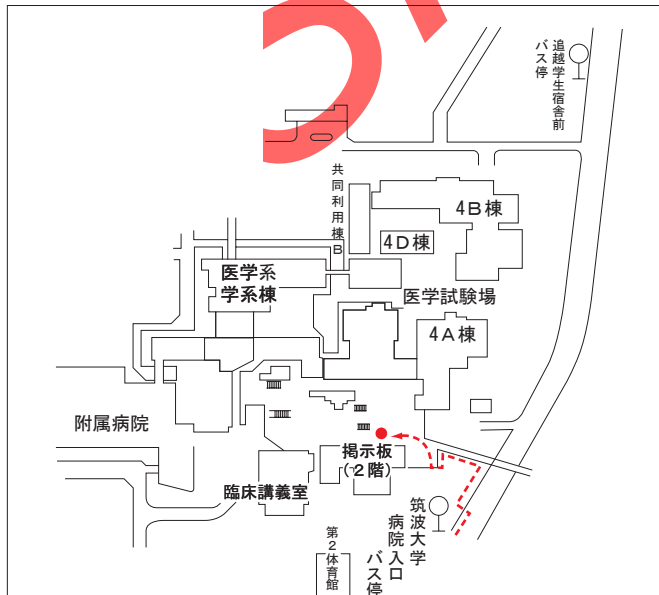 追越学生宿舎前
バス停
共同利用棟B
4B棟
4D棟
医学系
学系棟
医学試験場
4A棟
附属病院
掲示板
(2階)
臨床講義室
筑波大学
病院入口
バス停
第2体育館